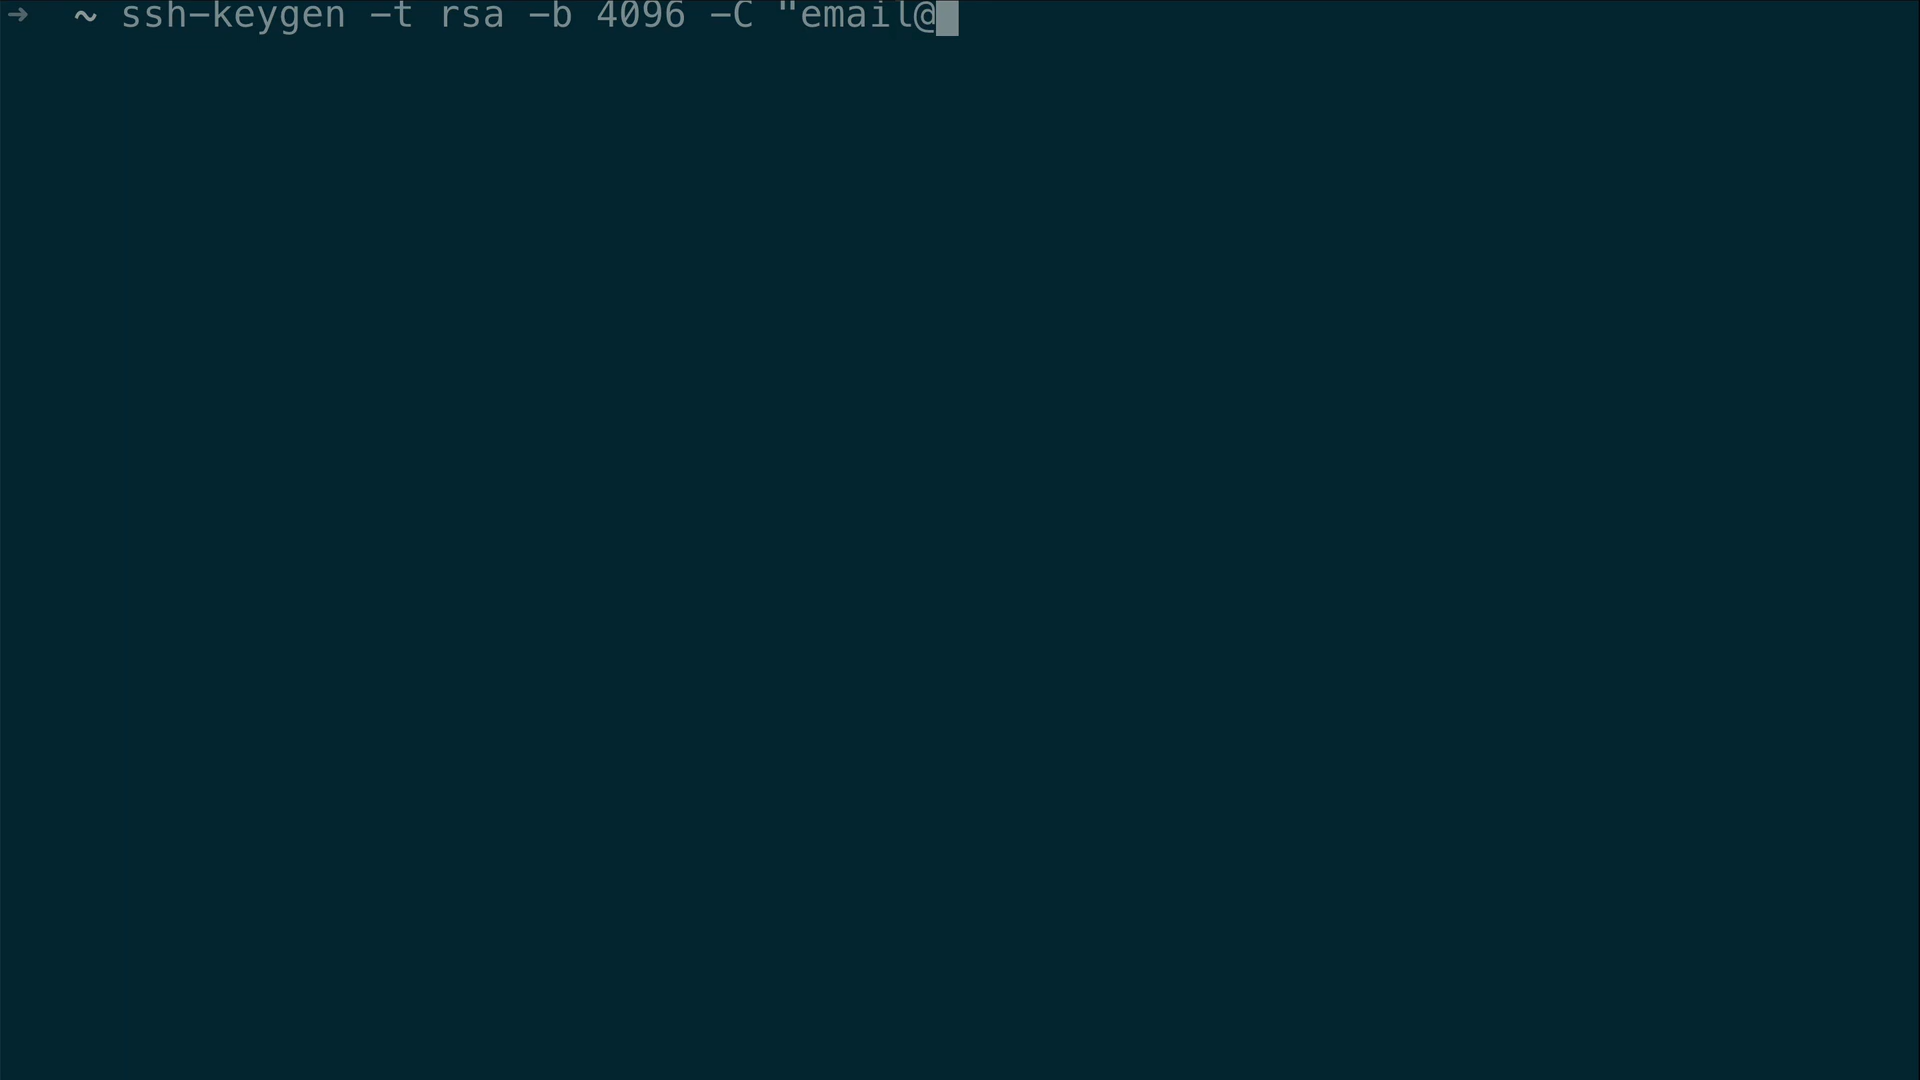 → ~ ssh-keygen -t rsa -b 4096 -C "email@